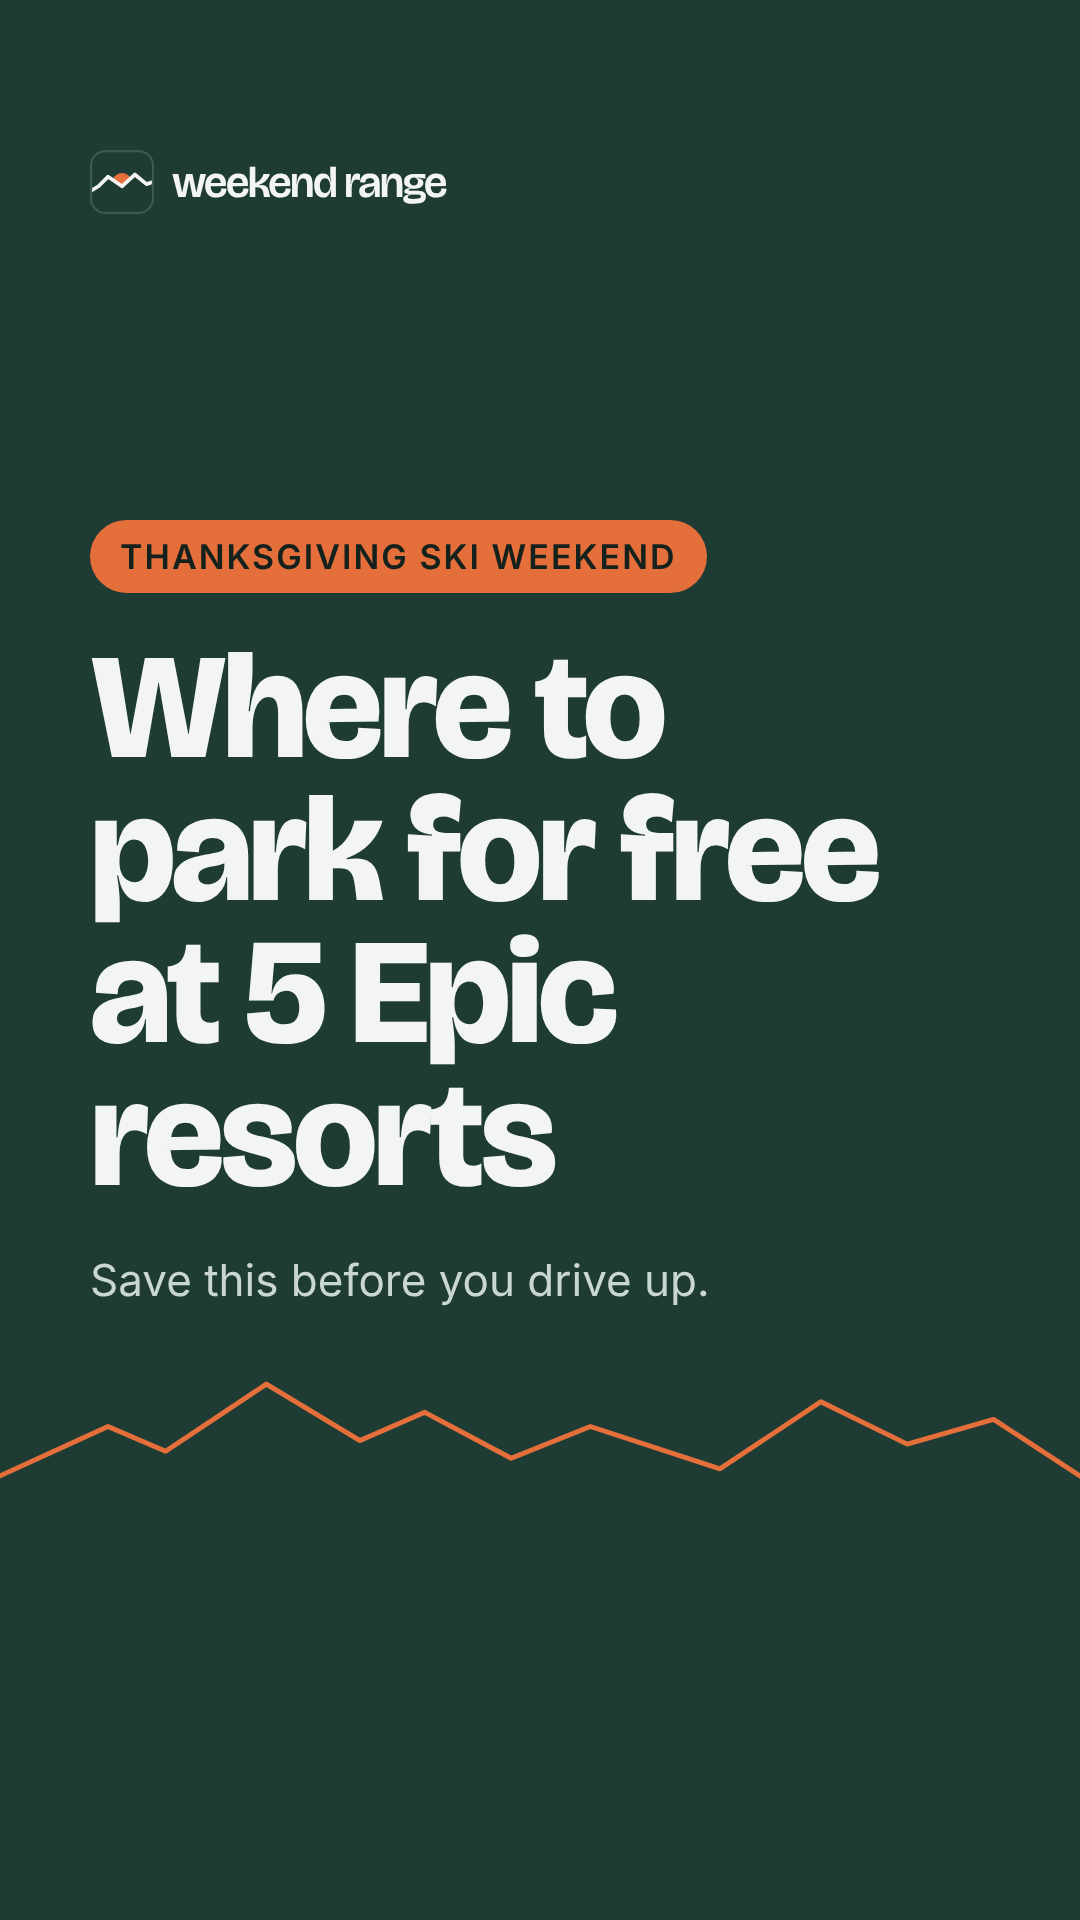 weekend range
THANKSGIVING SKI WEEKEND
Where to
park for free
at 5 Epic
resorts
Save this before you drive up.